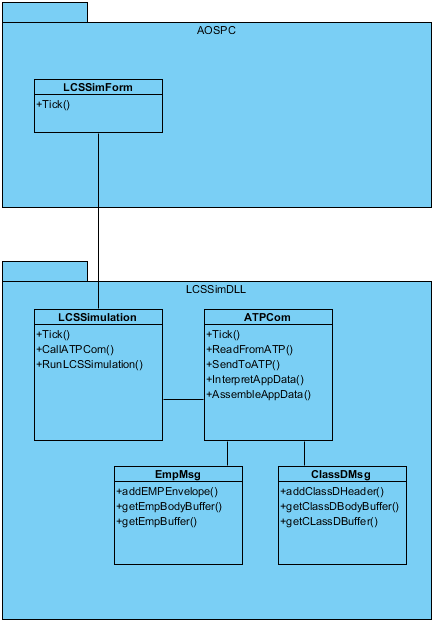 AOSPC
LCSSimForm
+Tick()
LCSSimDLL
LCSSimulation
+Tick()
+CallATPCom()
+RunLCSSimulation()
ATPCom
+Tick()
+ReadFromATP()
+SendToATP()
+InterpretAppData()
+AssembleAppData()
EmpMsg
+addEMPEnvelope()
+getEmpBodyBuffer()
+getEmpBuffer()
ClassDMsg
+addClassDHeader()
+getClassDBodyBuffer()
+getCLassDBuffer()